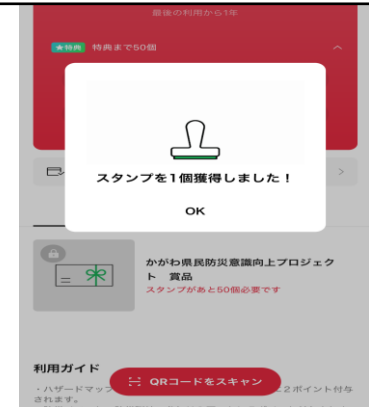 最後の利用から1年
★特典 特典まで50個
スタンプを1個獲得しました！
OK
かがわ県民防災意識向上プロジェク
ト 賞品
スタンプがあと50個必要です
利用ガイド
QRコードをスキャン
・ハザードマップ
2ポイント付与
されます。